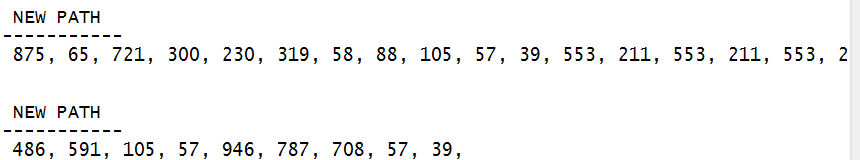 NEW PATH
-----------
875, 65, 721, 300, 230, 319, 58, 88, 105, 57, 39, 553, 211, 553, 211, 553, 2
NEW PATH
-----------
486, 591, 105, 57, 946, 787, 708, 57, 39,